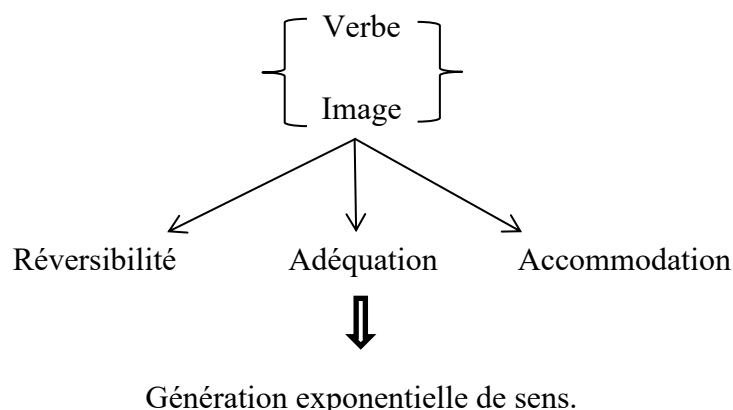 Verbe
Image
Réversibilité Adéquation Accommodation
Génération exponentielle de sens.